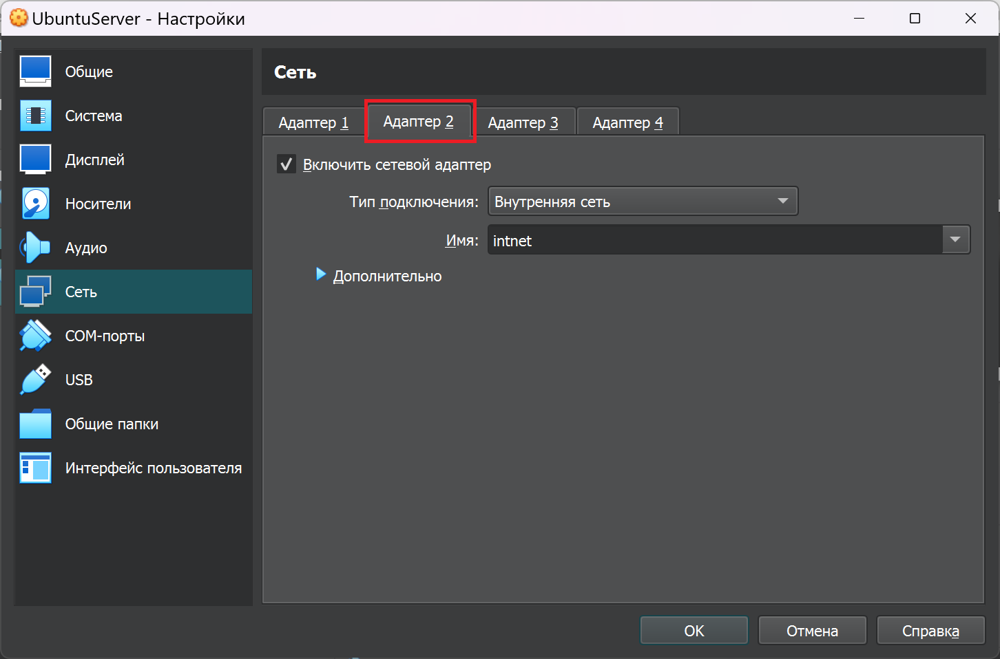 UbuntuServer - Настройки
Общие
Система
Дисплей
Носители
Аудио
Сеть
COM-порты
USB
Общие папки
Интерфейс пользователя
Сеть
Адаптер 1
Адаптер 2
Адаптер 3
Адаптер 4
Включить сетевой адаптер
Тип подключения: Внутренняя сеть
Имя: intnet
Дополнительно
OK
Отмена
Справка